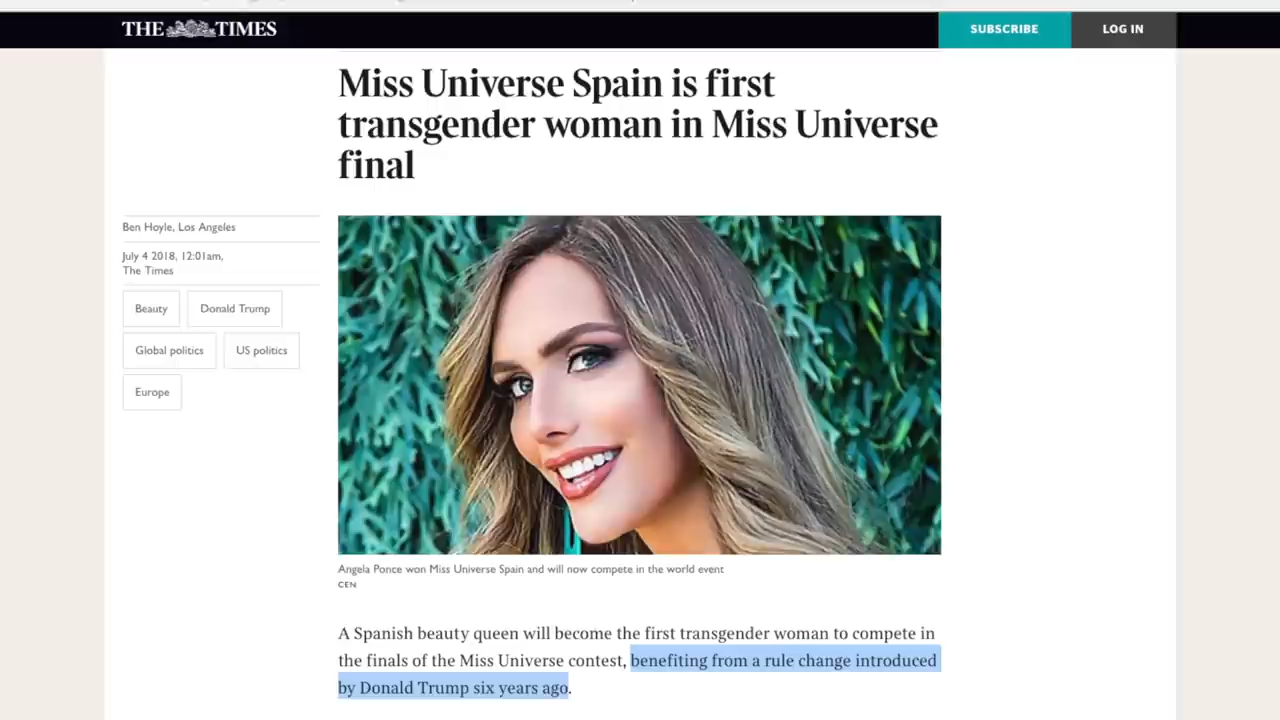 THE TIMES
SUBSCRIBE
LOG IN
Miss Universe Spain is first
transgender woman in Miss Universe
final
Ben Hoyle, Los Angeles
July 4 2018, 12:01am,
The Times
Beauty
Donald Trump
Global politics
US politics
Europe
Angela Ponce won Miss Universe Spain and will now compete in the world event
CEN
A Spanish beauty queen will become the first transgender woman to compete in
the finals of the Miss Universe contest, benefiting from a rule change introduced
by Donald Trump six years ago.